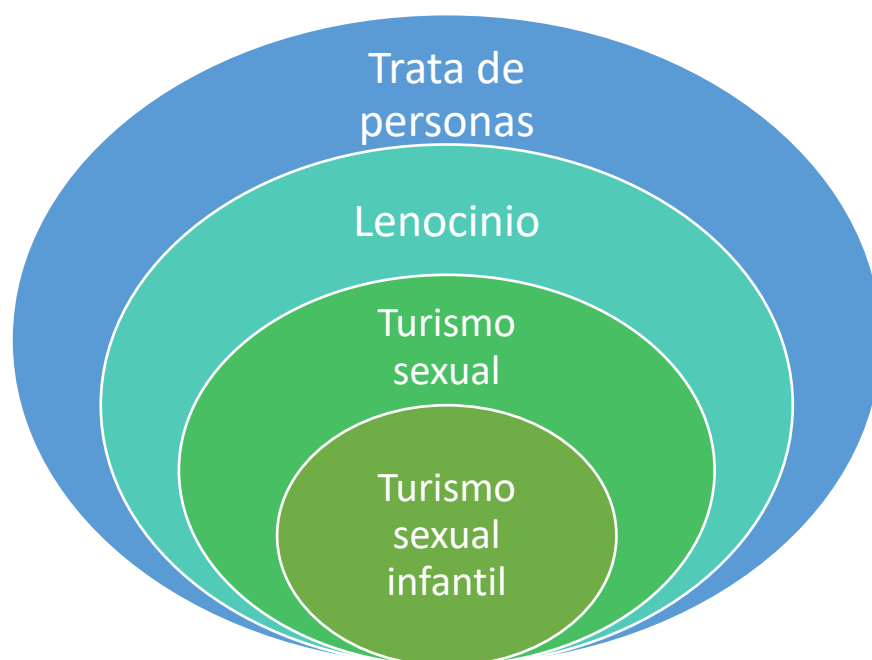 Trata de
personas
Lenocinio
Turismo
sexual
Turismo
sexual
infantil